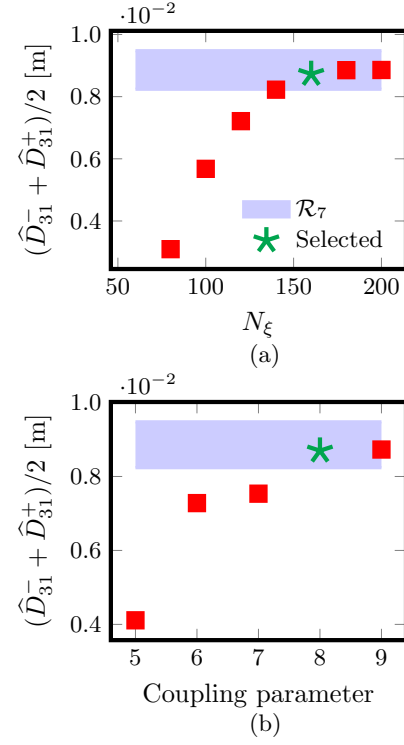 ·10⁻²
1.0
0.8
0.6
0.4
(D̂₃₁⁻ + D̂₃₁⁺)/2 [m]
ℛ₇
Selected
50 100 150 200
N_ξ
(a)
·10⁻²
1.0
0.8
0.6
0.4
(D̂₃₁⁻ + D̂₃₁⁺)/2 [m]
5 6 7 8 9
Coupling parameter
(b)